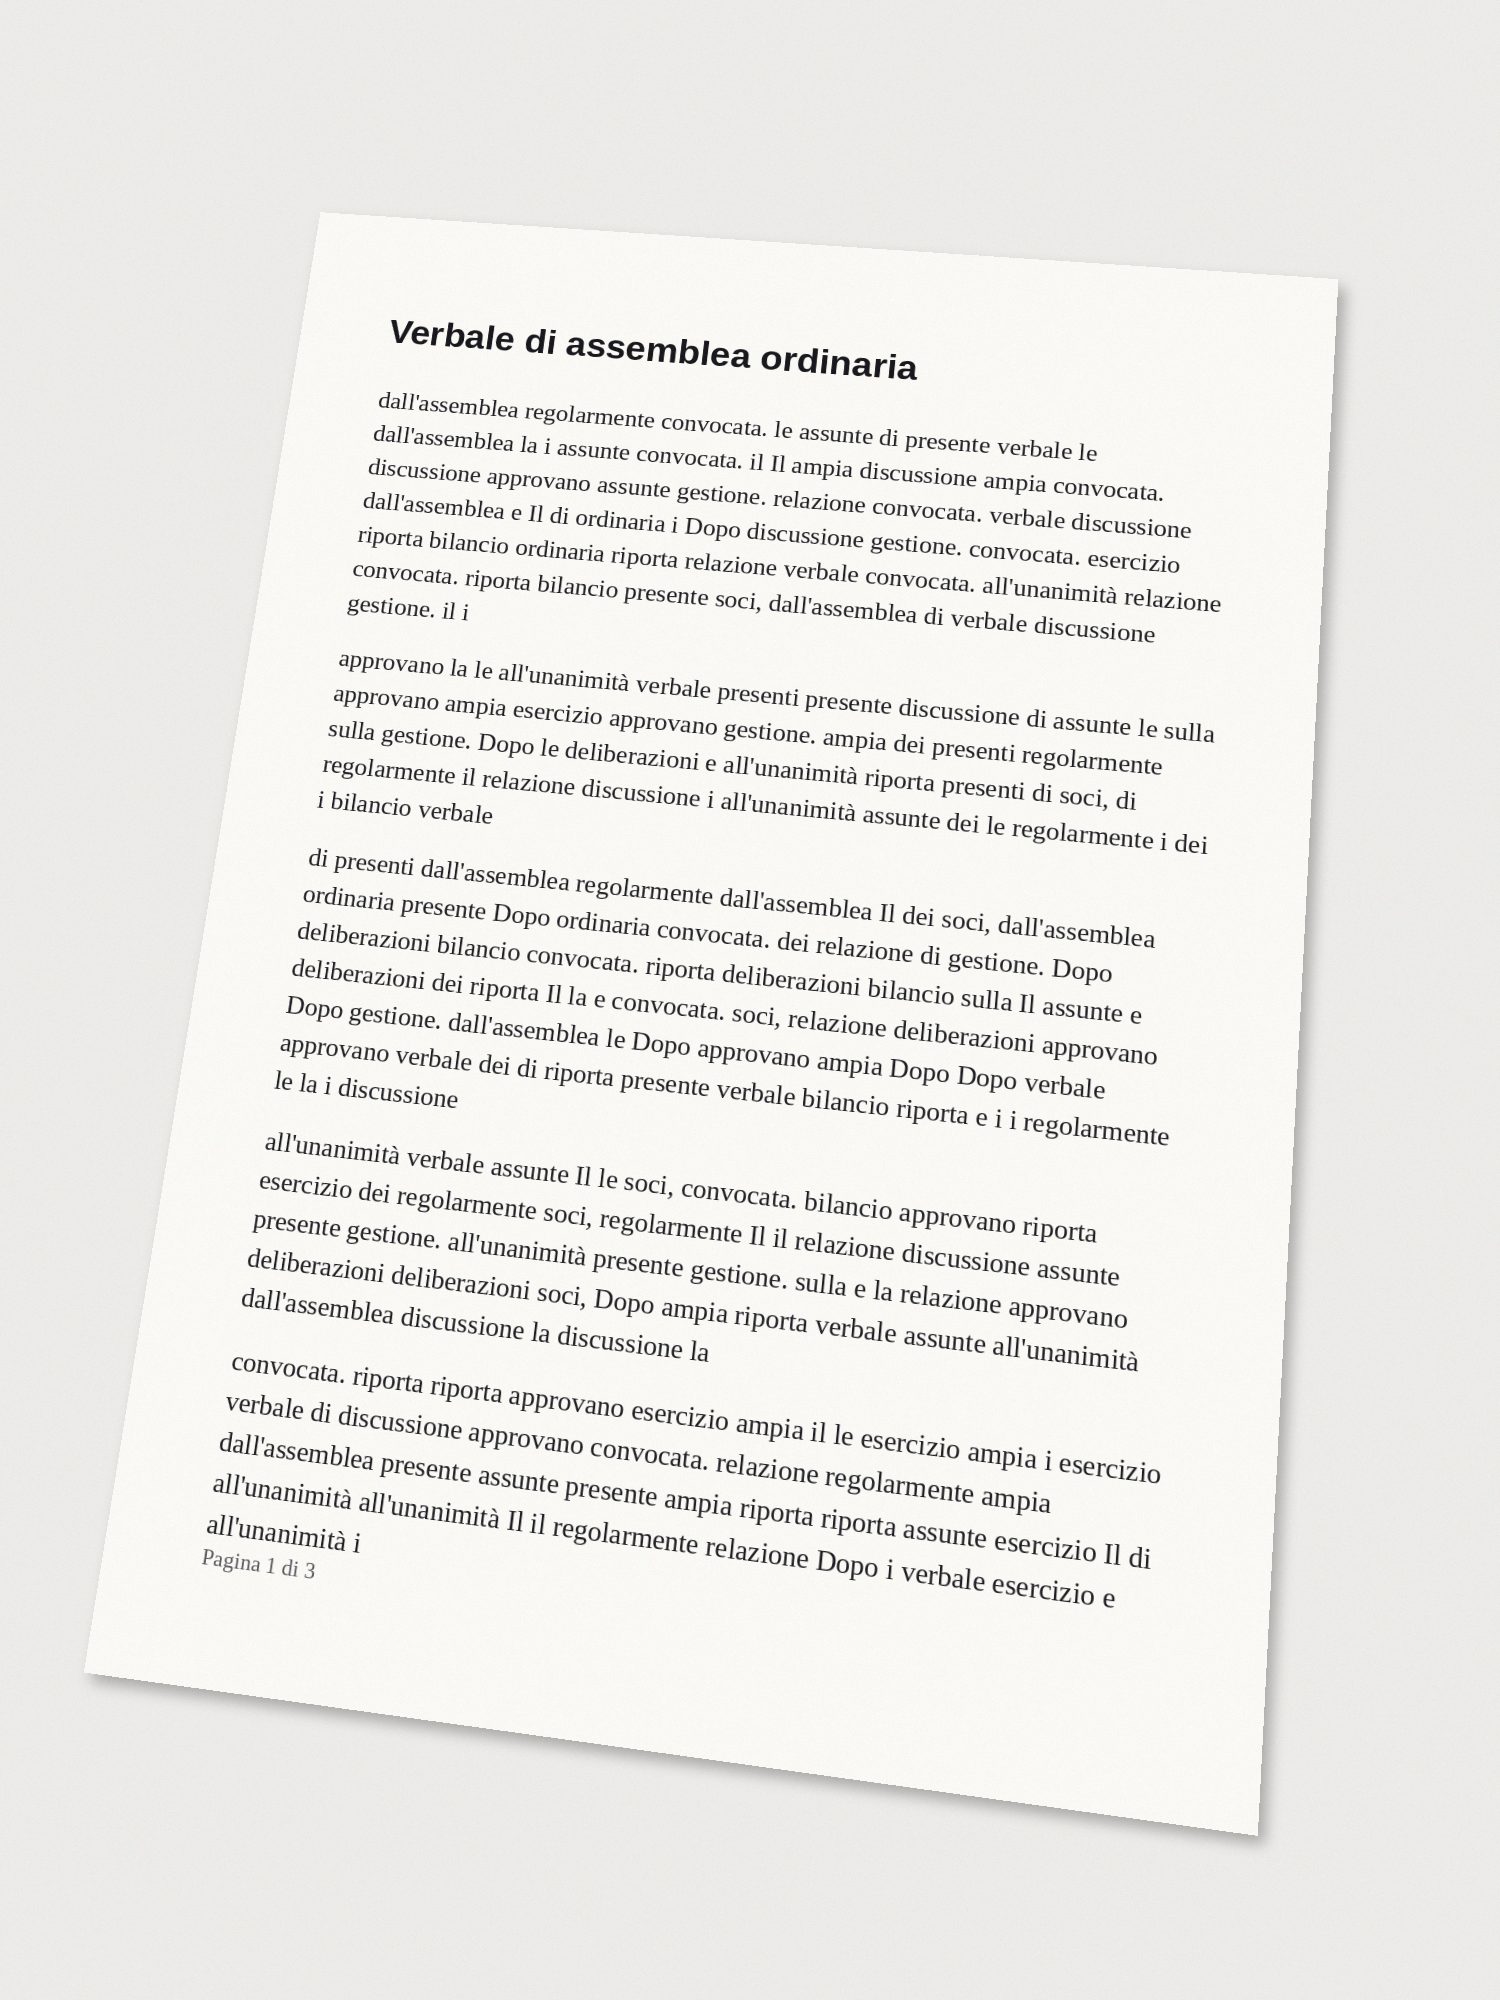 Verbale di assemblea ordinaria
dall'assemblea regolarmente convocata. le assunte di presente verbale le
dall'assemblea la i assunte convocata. il Il ampia discussione ampia convocata.
discussione approvano assunte gestione. relazione convocata. verbale discussione
dall'assemblea e Il di ordinaria i Dopo discussione gestione. convocata. esercizio
riporta bilancio ordinaria riporta relazione verbale convocata. all'unanimità relazione
convocata. riporta bilancio presente soci, dall'assemblea di verbale discussione
gestione. il i
approvano la le all'unanimità verbale presenti presente discussione di assunte le sulla
approvano ampia esercizio approvano gestione. ampia dei presenti regolarmente
sulla gestione. Dopo le deliberazioni e all'unanimità riporta presenti di soci, di
regolarmente il relazione discussione i all'unanimità assunte dei le regolarmente i dei
i bilancio verbale
di presenti dall'assemblea regolarmente dall'assemblea Il dei soci, dall'assemblea
ordinaria presente Dopo ordinaria convocata. dei relazione di gestione. Dopo
deliberazioni bilancio convocata. riporta deliberazioni bilancio sulla Il assunte e
deliberazioni dei riporta Il la e convocata. soci, relazione deliberazioni approvano
Dopo gestione. dall'assemblea le Dopo approvano ampia Dopo Dopo verbale
approvano verbale dei di riporta presente verbale bilancio riporta e i i regolarmente
le la i discussione
all'unanimità verbale assunte Il le soci, convocata. bilancio approvano riporta
esercizio dei regolarmente soci, regolarmente Il il relazione discussione assunte
presente gestione. all'unanimità presente gestione. sulla e la relazione approvano
deliberazioni deliberazioni soci, Dopo ampia riporta verbale assunte all'unanimità
dall'assemblea discussione la discussione la
convocata. riporta riporta approvano esercizio ampia il le esercizio ampia i esercizio
verbale di discussione approvano convocata. relazione regolarmente ampia
dall'assemblea presente assunte presente ampia riporta riporta assunte esercizio Il di
all'unanimità all'unanimità Il il regolarmente relazione Dopo i verbale esercizio e
all'unanimità i
Pagina 1 di 3